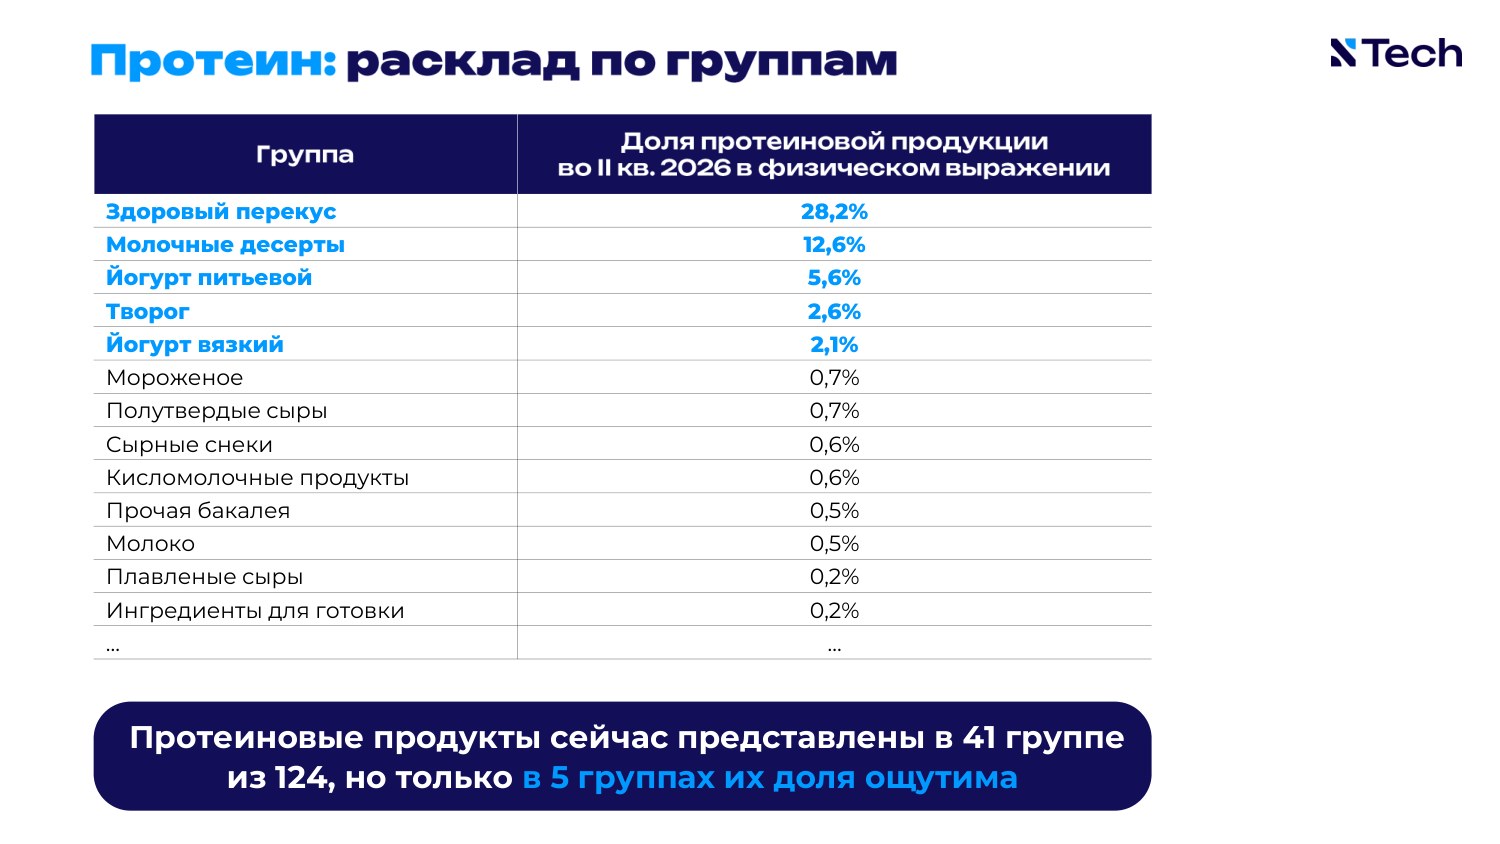 Протеин: расклад по группам
Tech
Группа
Доля протеиновой продукции
во II кв. 2026 в физическом выражении
Здоровый перекус 28,2%
Молочные десерты 12,6%
Йогурт питьевой 5,6%
Творог 2,6%
Йогурт вязкий 2,1%
Мороженое 0,7%
Полутвердые сыры 0,7%
Сырные снеки 0,6%
Кисломолочные продукты 0,6%
Прочая бакалея 0,5%
Молоко 0,5%
Плавленые сыры 0,2%
Ингредиенты для готовки 0,2%
... ...
Протеиновые продукты сейчас представлены в 41 группе
из 124, но только в 5 группах их доля ощутима